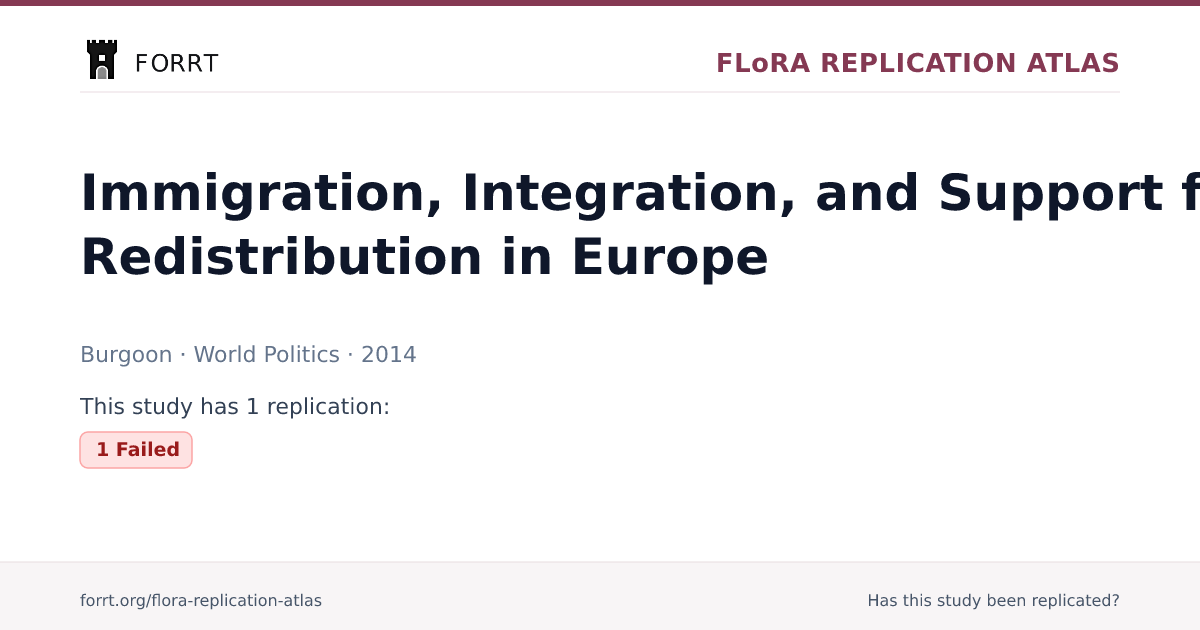 FORRT
FLoRA REPLICATION ATLAS
Immigration, Integration, and Support f
Redistribution in Europe
Burgoon · World Politics · 2014
This study has 1 replication:
1 Failed
forrt.org/flora-replication-atlas
Has this study been replicated?